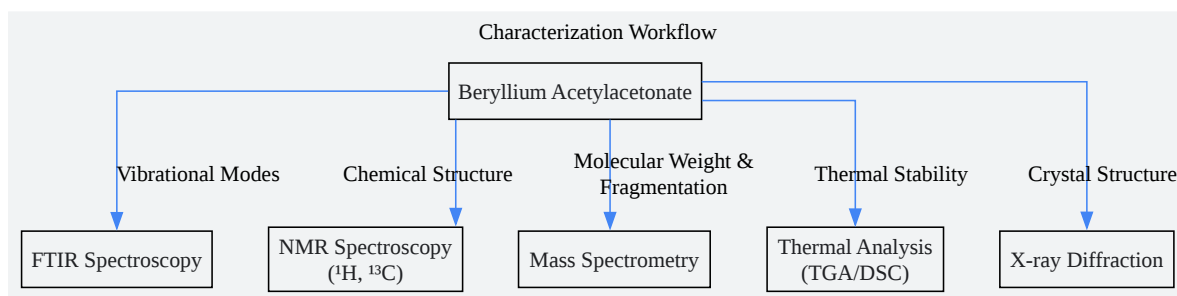 Characterization Workflow
Beryllium Acetylacetonate
Vibrational Modes
Chemical Structure
Molecular Weight &
Fragmentation
Thermal Stability
Crystal Structure
FTIR Spectroscopy
NMR Spectroscopy
(¹H, ¹³C)
Mass Spectrometry
Thermal Analysis
(TGA/DSC)
X-ray Diffraction